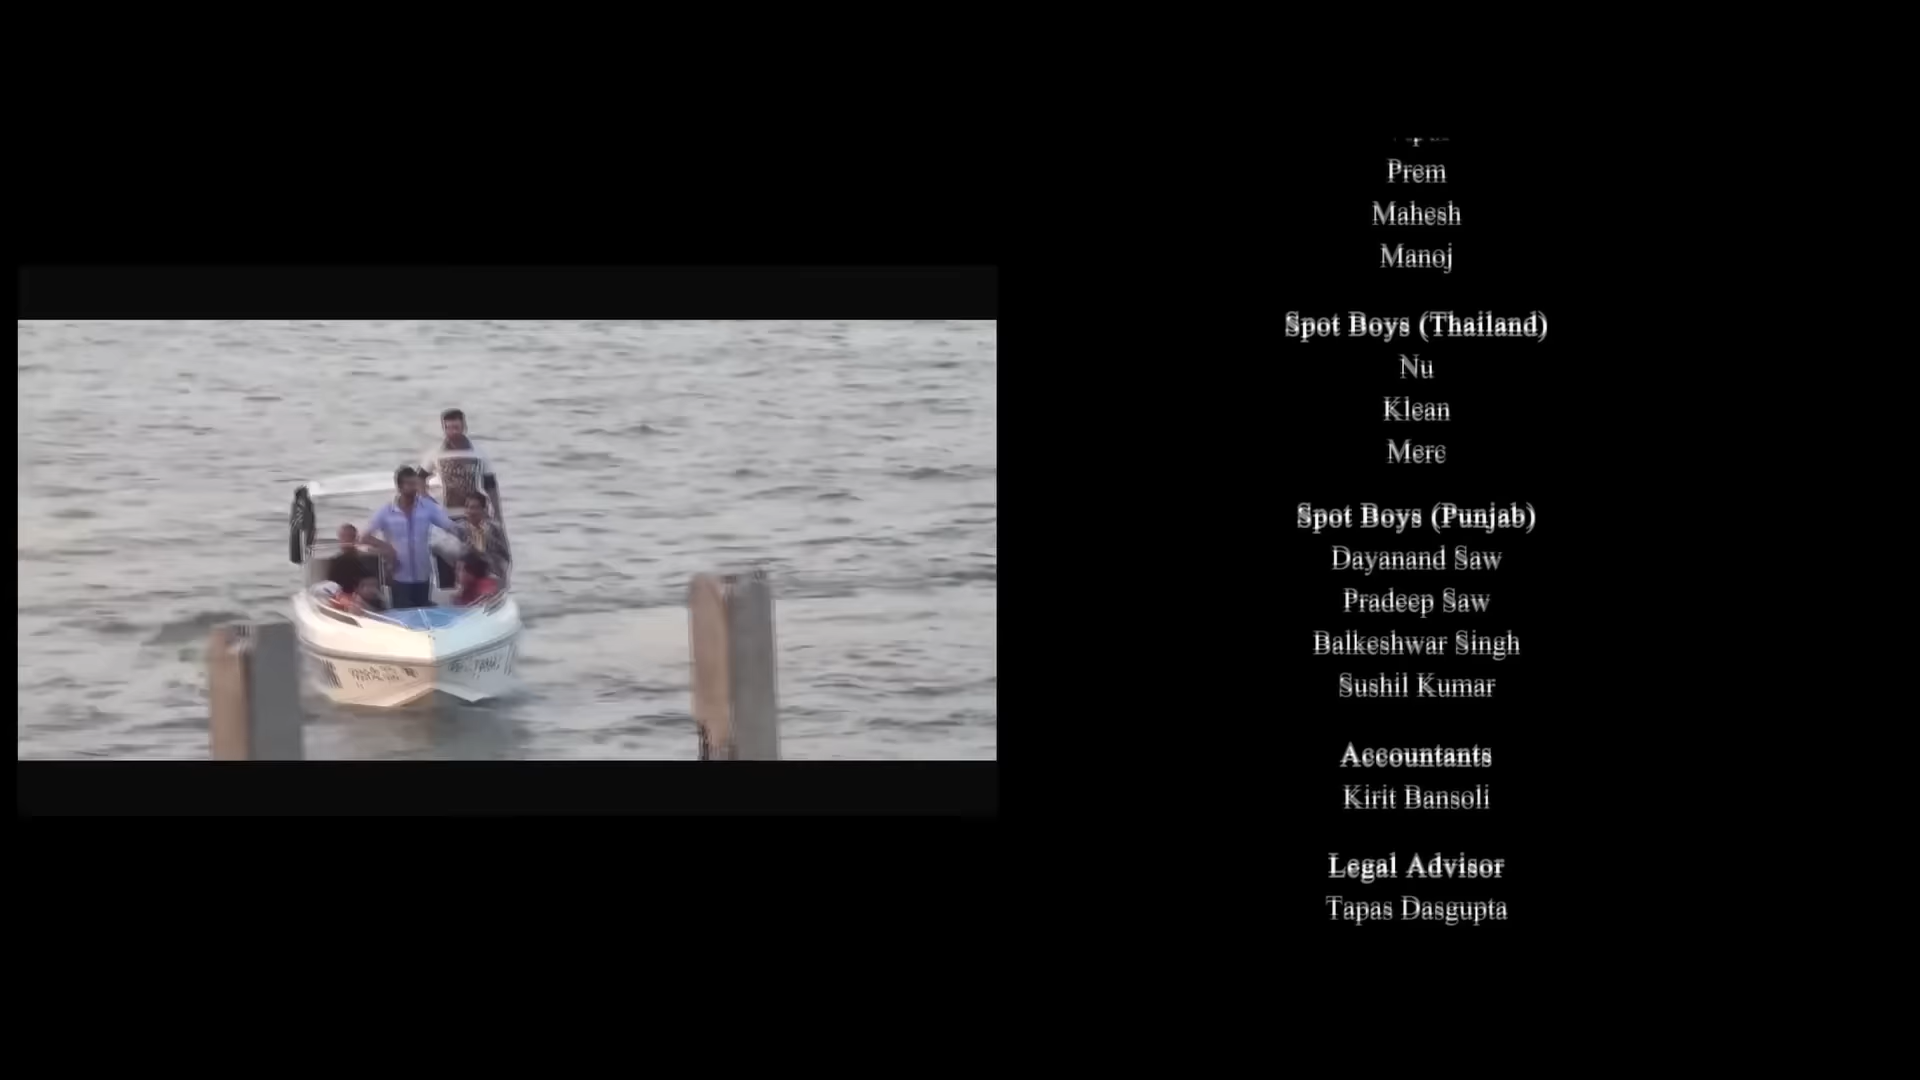 Prem
Mahesh
Manoj
Spot Boys (Thailand)
Nu
Klean
Merc
Spot Boys (Punjab)
Dayanand Saw
Pradeep Saw
Balkeshwar Singh
Sushil Kumar
Accountants
Kirit Bansoli
Legal Advisor
Tapas Dasgupta